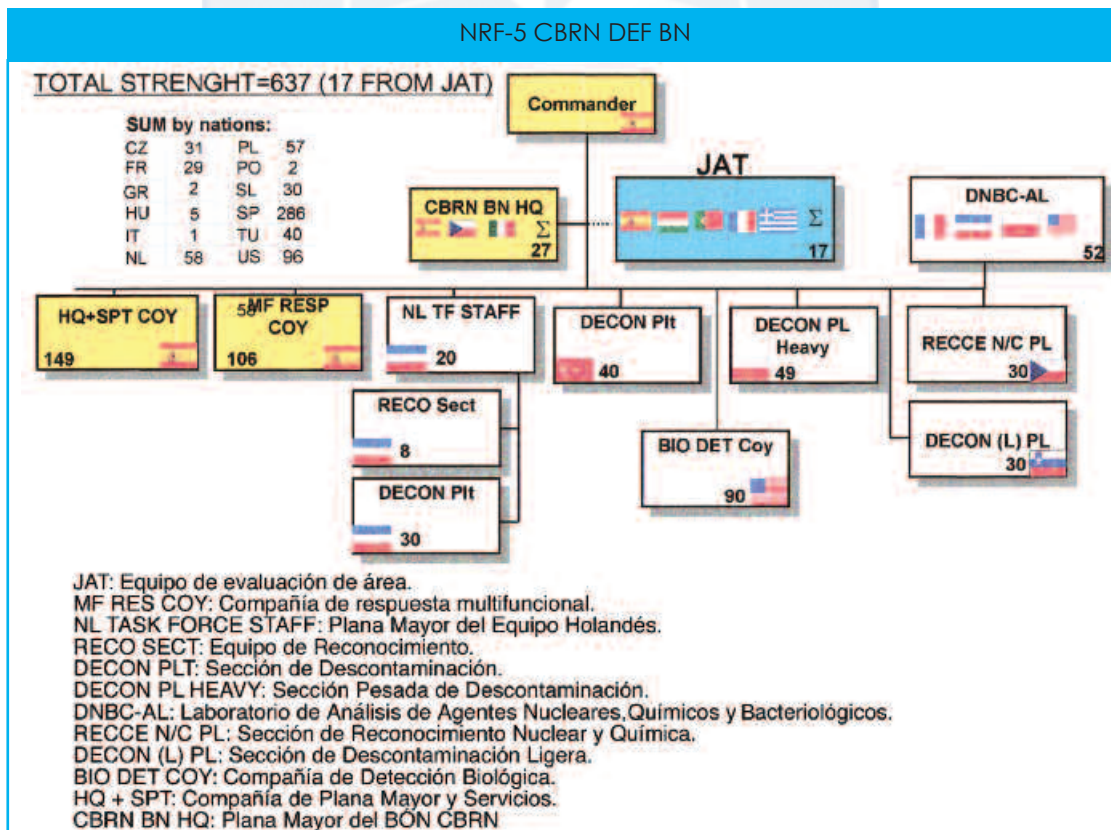 NRF-5 CBRN DEF BN
TOTAL STRENGHT=637 (17 FROM JAT)
SUM by nations:
CZ 31 PL 57
FR 29 PO 2
GR 2 SL 30
HU 5 SP 286
IT 1 TU 40
NL 58 US 96
Commander
CBRN BN HQ
Σ
27
JAT
Σ
17
DNBC-AL
52
HQ+SPT COY
149
58
MF RESP
COY
106
NL TF STAFF
20
DECON Plt
40
DECON PL
Heavy
49
RECCE N/C PL
30
RECO Sect
8
BIO DET Coy
90
DECON (L) PL
30
DECON Plt
30
JAT: Equipo de evaluación de área.
MF RES COY: Compañía de respuesta multifuncional.
NL TASK FORCE STAFF: Plana Mayor del Equipo Holandés.
RECO SECT: Equipo de Reconocimiento.
DECON PLT: Sección de Descontaminación.
DECON PL HEAVY: Sección Pesada de Descontaminación.
DNBC-AL: Laboratorio de Análisis de Agentes Nucleares,Químicos y Bacteriológicos.
RECCE N/C PL: Sección de Reconocimiento Nuclear y Química.
DECON (L) PL: Sección de Descontaminación Ligera.
BIO DET COY: Compañía de Detección Biológica.
HQ + SPT: Compañía de Plana Mayor y Servicios.
CBRN BN HQ: Plana Mayor del BON CBRN